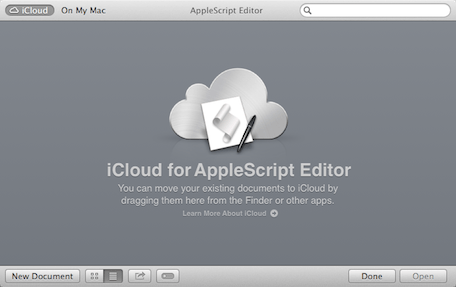 iCloud On My Mac AppleScript Editor
iCloud for AppleScript Editor
You can move your existing documents to iCloud by
dragging them here from the Finder or other apps.
Learn More About iCloud
New Document Done Open